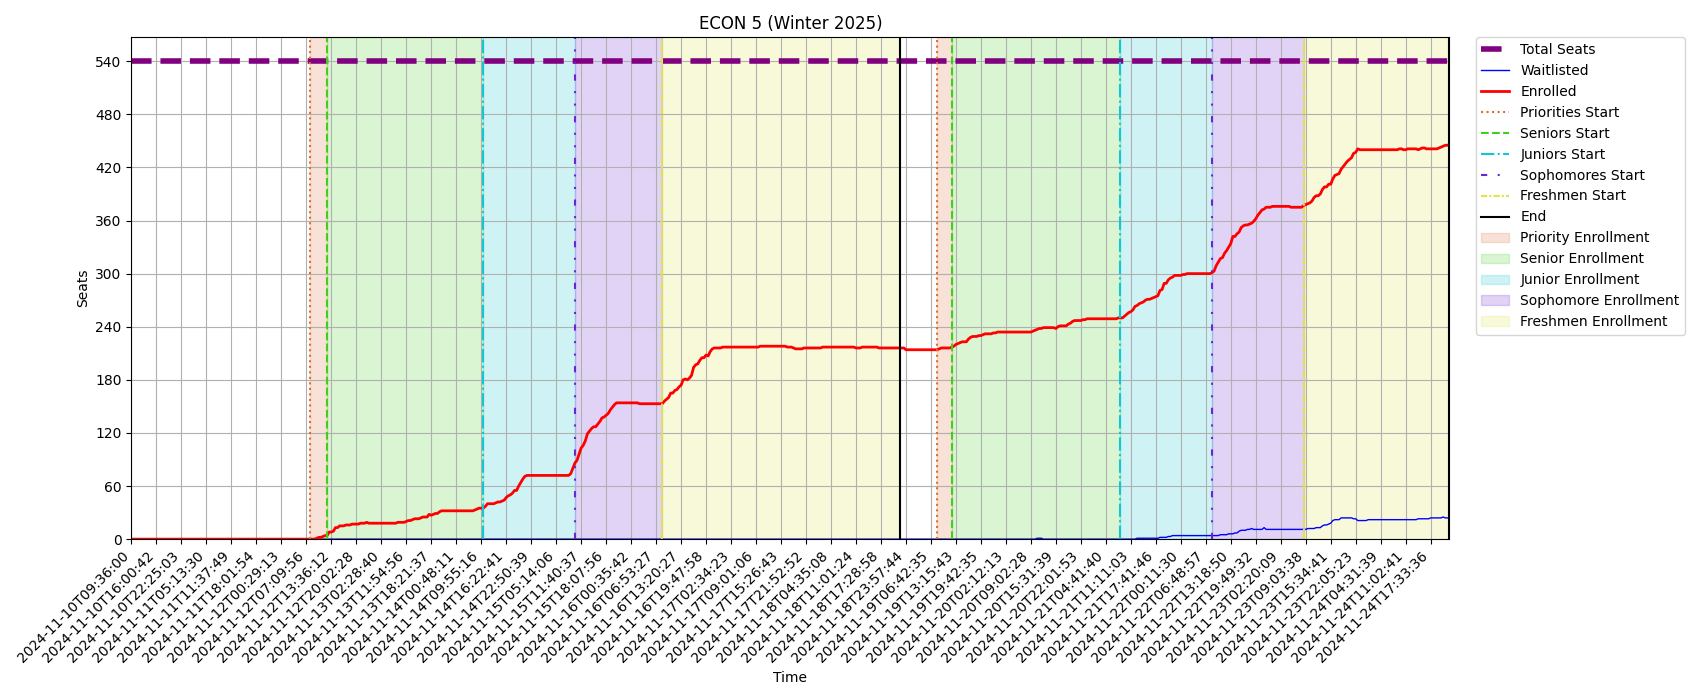 ECON 5 (Winter 2025)
Seats
540
480
420
360
300
240
180
120
60
0
2024-11-10T09:36:00
2024-11-10T16:00:42
2024-11-10T22:25:03
2024-11-11T05:13:30
2024-11-11T11:37:49
2024-11-11T18:01:54
2024-11-12T00:29:13
2024-11-12T07:09:56
2024-11-12T13:36:12
2024-11-12T20:02:28
2024-11-13T03:28:40
2024-11-13T11:54:56
2024-11-13T18:21:37
2024-11-14T00:48:11
2024-11-14T09:55:16
2024-11-14T16:22:41
2024-11-14T22:50:39
2024-11-15T05:14:06
2024-11-15T11:40:37
2024-11-15T18:07:56
2024-11-16T00:35:42
2024-11-16T06:53:27
2024-11-16T13:20:27
2024-11-16T19:47:58
2024-11-17T02:34:23
2024-11-17T09:01:06
2024-11-17T15:26:43
2024-11-17T21:52:52
2024-11-18T04:35:08
2024-11-18T11:01:24
2024-11-18T17:28:58
2024-11-18T23:57:44
2024-11-19T06:42:35
2024-11-19T13:15:43
2024-11-19T19:42:35
2024-11-20T02:12:13
2024-11-20T08:52:28
2024-11-20T15:31:39
2024-11-20T22:01:53
2024-11-21T04:41:40
2024-11-21T11:11:03
2024-11-21T17:41:46
2024-11-22T00:11:30
2024-11-22T06:48:57
2024-11-22T13:18:50
2024-11-22T19:49:32
2024-11-23T02:20:09
2024-11-23T09:03:38
2024-11-23T15:34:41
2024-11-23T22:05:23
2024-11-24T04:31:39
2024-11-24T11:02:41
2024-11-24T17:33:36
Time
Total Seats
Waitlisted
Enrolled
Priorities Start
Seniors Start
Juniors Start
Sophomores Start
Freshmen Start
End
Priority Enrollment
Senior Enrollment
Junior Enrollment
Sophomore Enrollment
Freshmen Enrollment